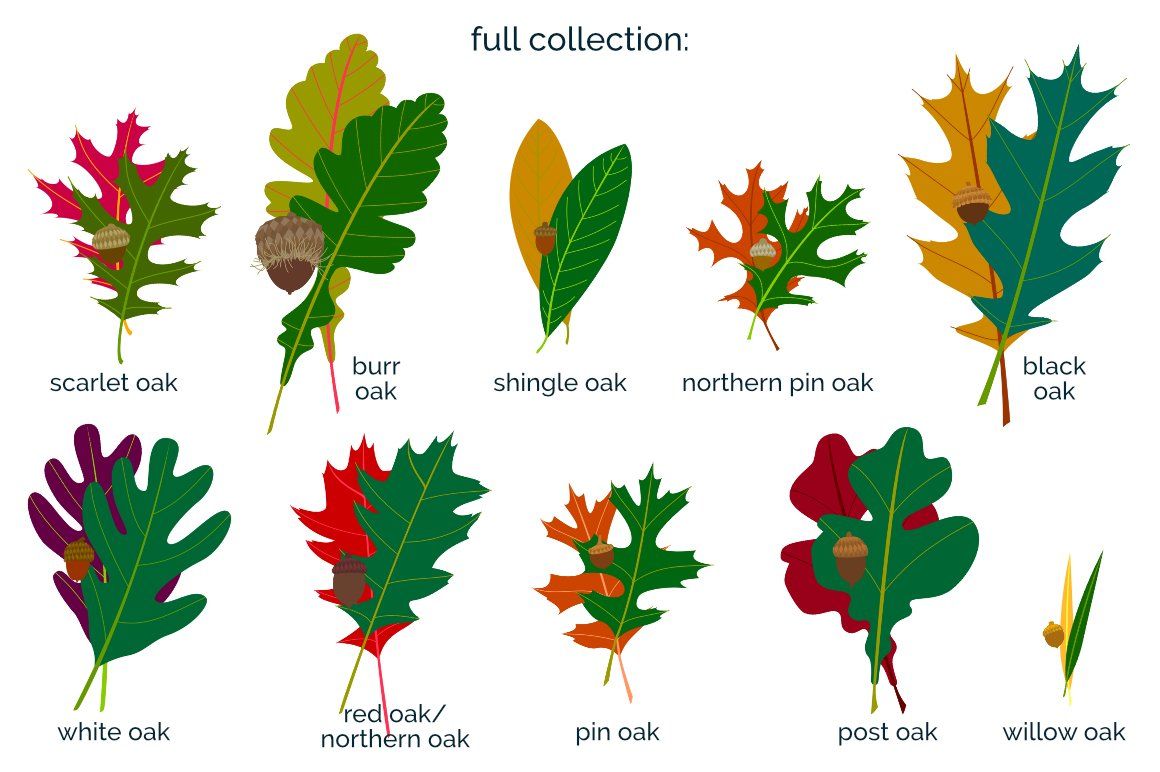 full collection:
scarlet oak
burr
oak
shingle oak
northern pin oak
black
oak
white oak
red oak/
northern oak
pin oak
post oak
willow oak